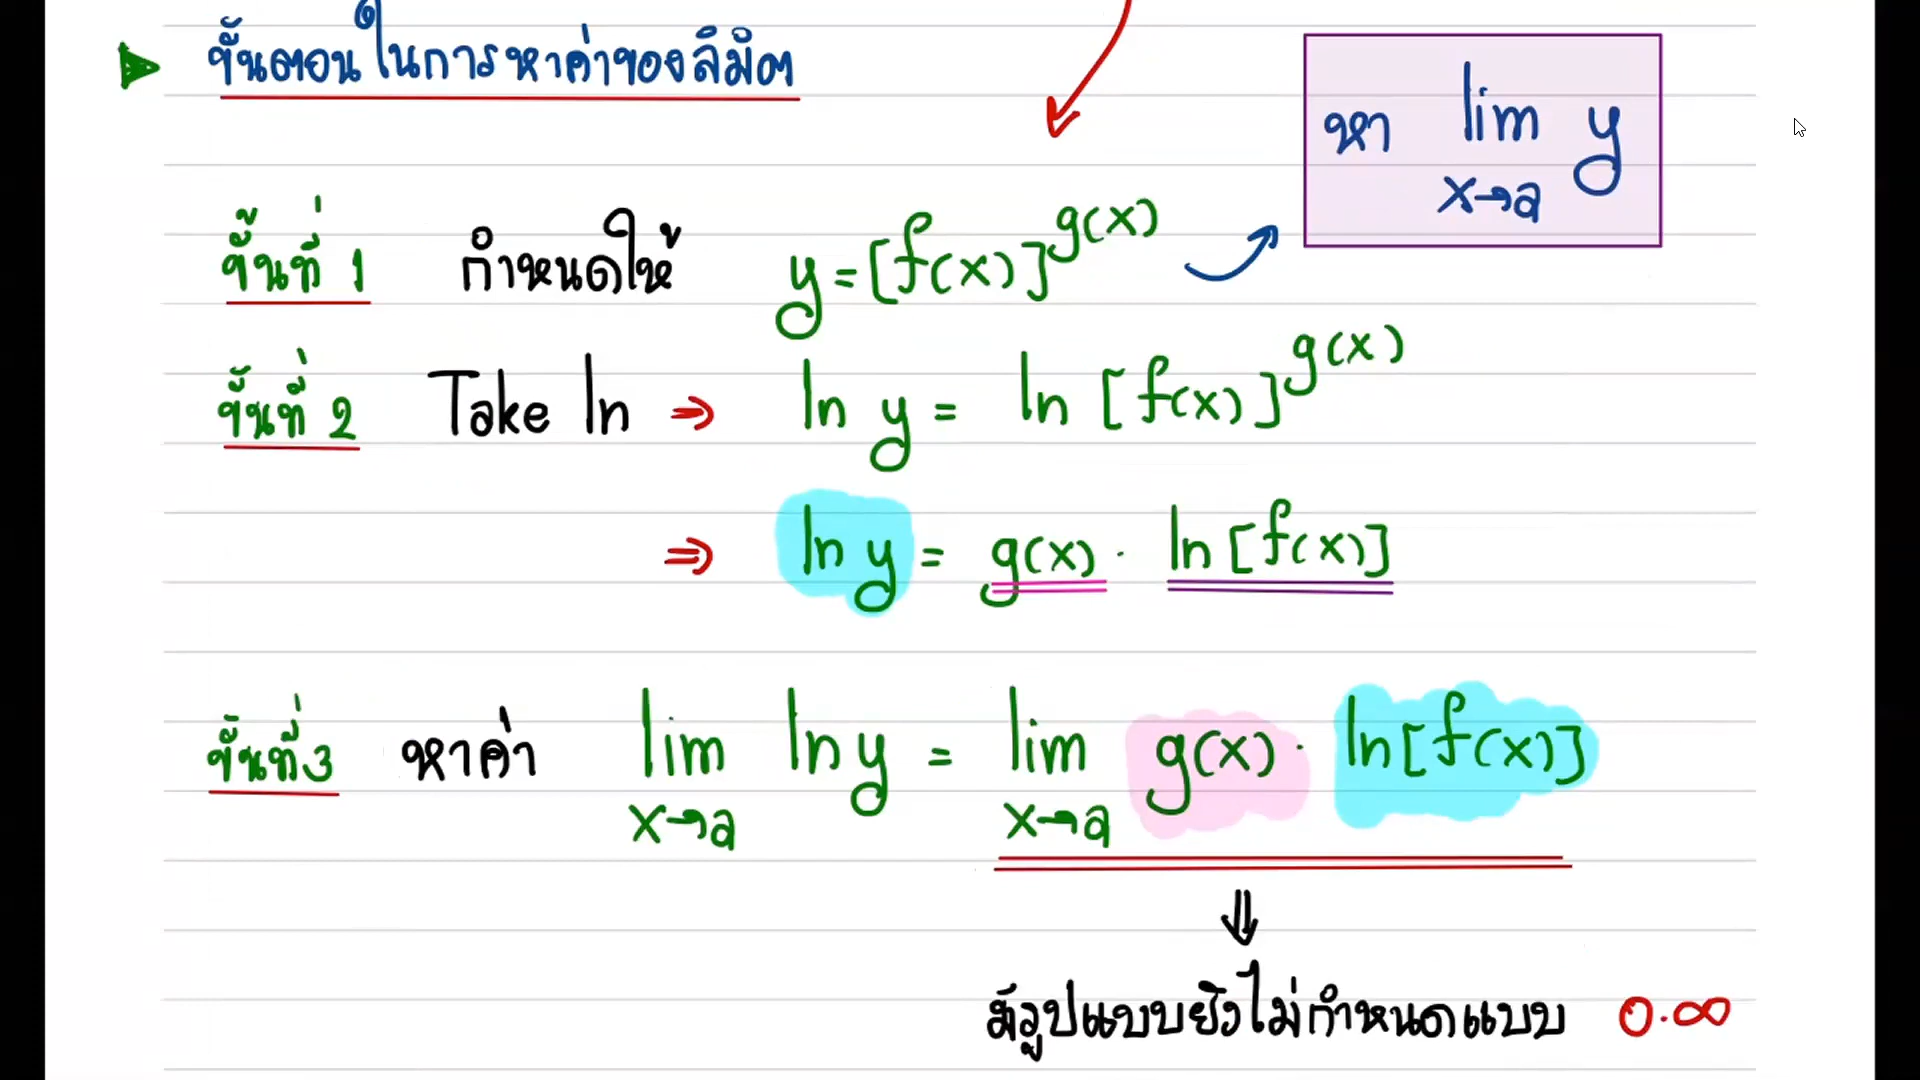 ขั้นตอนในการหาค่าของลิมิต
หา lim y
x→a
ขั้นที่ 1 กำหนดให้ y = [f(x)]^g(x)
ขั้นที่ 2 Take ln ⇒ ln y = ln [f(x)]^g(x)
⇒ ln y = g(x) · ln [f(x)]
ขั้นที่ 3 หาค่า lim ln y = lim g(x) · ln [f(x)]
x→a x→a
⇓
มีรูปแบบยังไม่กำหนดแบบ 0·∞